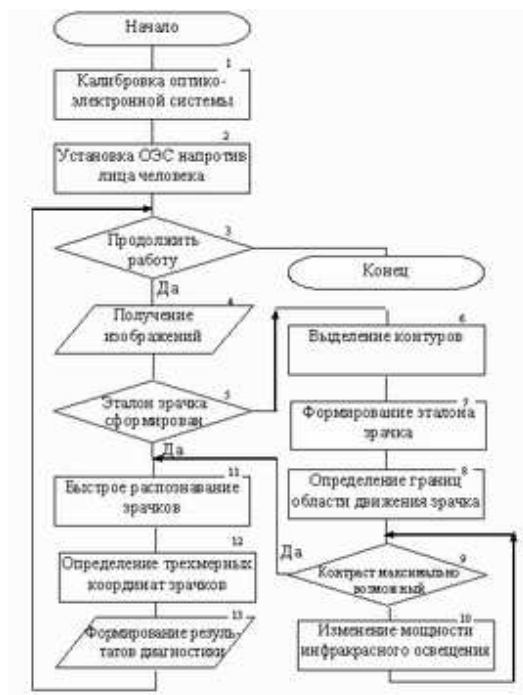 Начало
1
Калибровка оптико-
электронной системы
2
Установка ОЭС напротив
лица человека
3
Продолжить
работу
Конец
Да
4
Получение
изображений
5
Эталон зрачка
сформирован
Да
6
Выделение контуров
7
Формирование эталона
зрачка
8
Определение границ
области движения зрачка
9
Контраст максимально
возможный
Да
10
Изменение мощности
инфракрасного освещения
11
Быстрое распознавание
зрачков
12
Определение трехмерных
координат зрачков
13
Формирование резуль-
татов диагностики